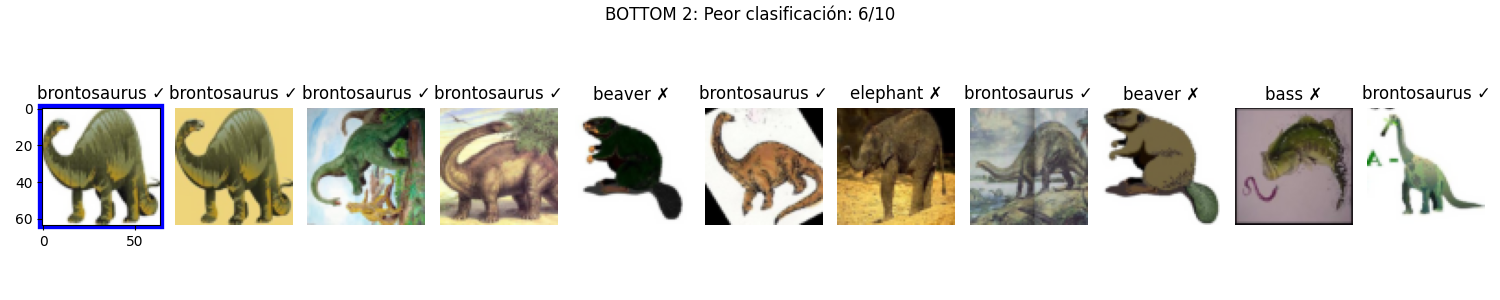 BOTTOM 2: Peor clasificación: 6/10
brontosaurus ✓ brontosaurus ✓ brontosaurus ✓ brontosaurus ✓ beaver ✗ brontosaurus ✓ elephant ✗ brontosaurus ✓ beaver ✗ bass ✗ brontosaurus ✓
0
20
40
60
0 50
A -